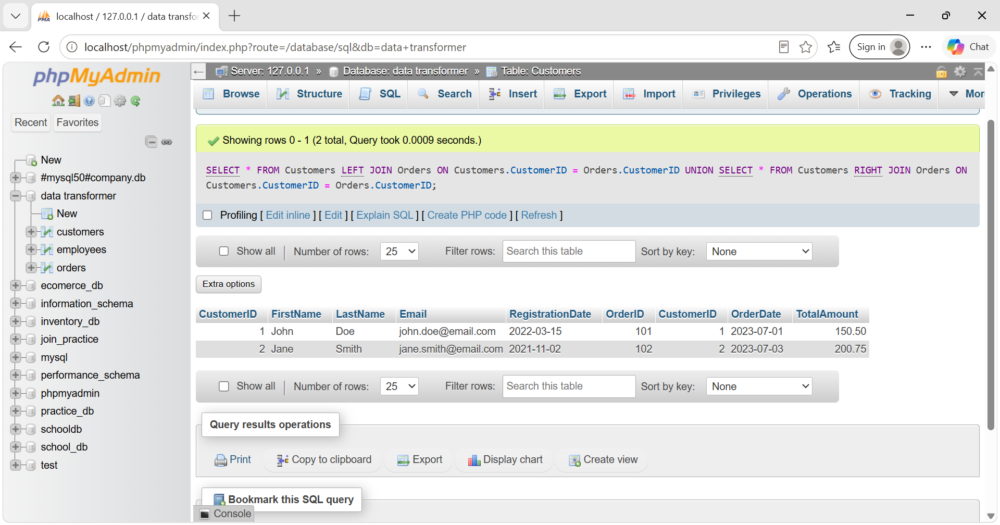 localhost / 127.0.0.1 / data transfo
localhost/phpmyadmin/index.php?route=/database/sql&db=data+transformer
Sign in
Chat
phpMyAdmin
Recent
Favorites
New
#mysql50#company.db
data transformer
New
customers
employees
orders
ecomerce_db
information_schema
inventory_db
join_practice
mysql
performance_schema
phpmyadmin
practice_db
schooldb
school_db
test
Server: 127.0.0.1 » Database: data transformer » Table: Customers
Browse Structure SQL Search Insert Export Import Privileges Operations Tracking Mor
Showing rows 0 - 1 (2 total, Query took 0.0009 seconds.)
SELECT * FROM Customers LEFT JOIN Orders ON Customers.CustomerID = Orders.CustomerID UNION SELECT * FROM Customers RIGHT JOIN Orders ON
Customers.CustomerID = Orders.CustomerID;
Profiling [ Edit inline ] [ Edit ] [ Explain SQL ] [ Create PHP code ] [ Refresh ]
Show all Number of rows: 25 Filter rows: Search this table Sort by key: None
Extra options
CustomerID FirstName LastName Email RegistrationDate OrderID CustomerID OrderDate TotalAmount
1 John Doe john.doe@email.com 2022-03-15 101 1 2023-07-01 150.50
2 Jane Smith jane.smith@email.com 2021-11-02 102 2 2023-07-03 200.75
Show all Number of rows: 25 Filter rows: Search this table Sort by key: None
Query results operations
Print Copy to clipboard Export Display chart Create view
Bookmark this SQL query
Console